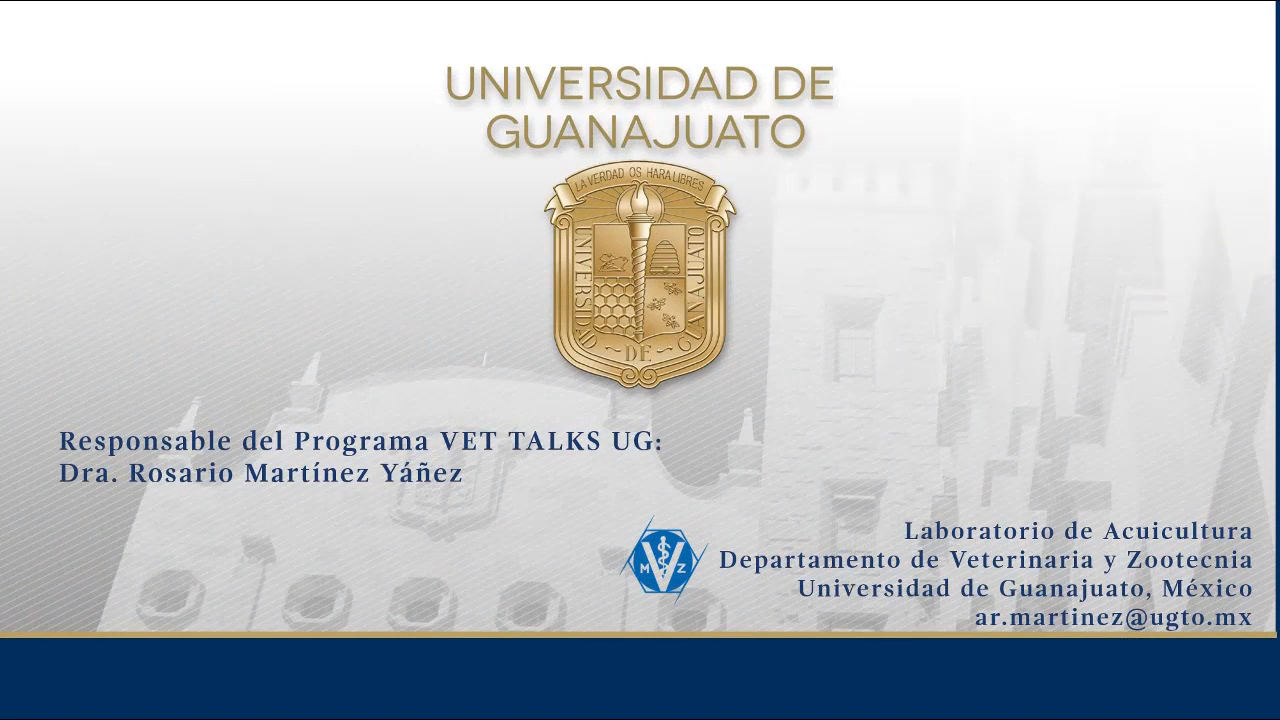 UNIVERSIDAD DE
GUANAJUATO
LA VERDAD OS HARA LIBRES
UNIVERSIDAD DE GUANAJUATO
Responsable del Programa VET TALKS UG:
Dra. Rosario Martínez Yáñez
MVZ
Laboratorio de Acuicultura
Departamento de Veterinaria y Zootecnia
Universidad de Guanajuato, México
ar.martinez@ugto.mx